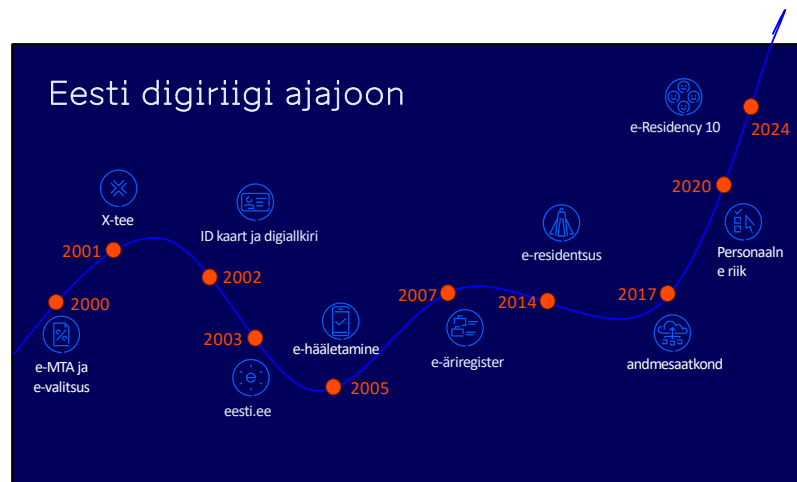 Eesti digiriigi ajajoon
2000
e-MTA ja
e-valitsus
2001
X-tee
2002
ID kaart ja digiallkiri
2003
eesti.ee
2005
e-hääletamine
2007
e-äriregister
2014
e-residentsus
2017
andmesaatkond
2020
Personaaln
e riik
2024
e-Residency 10